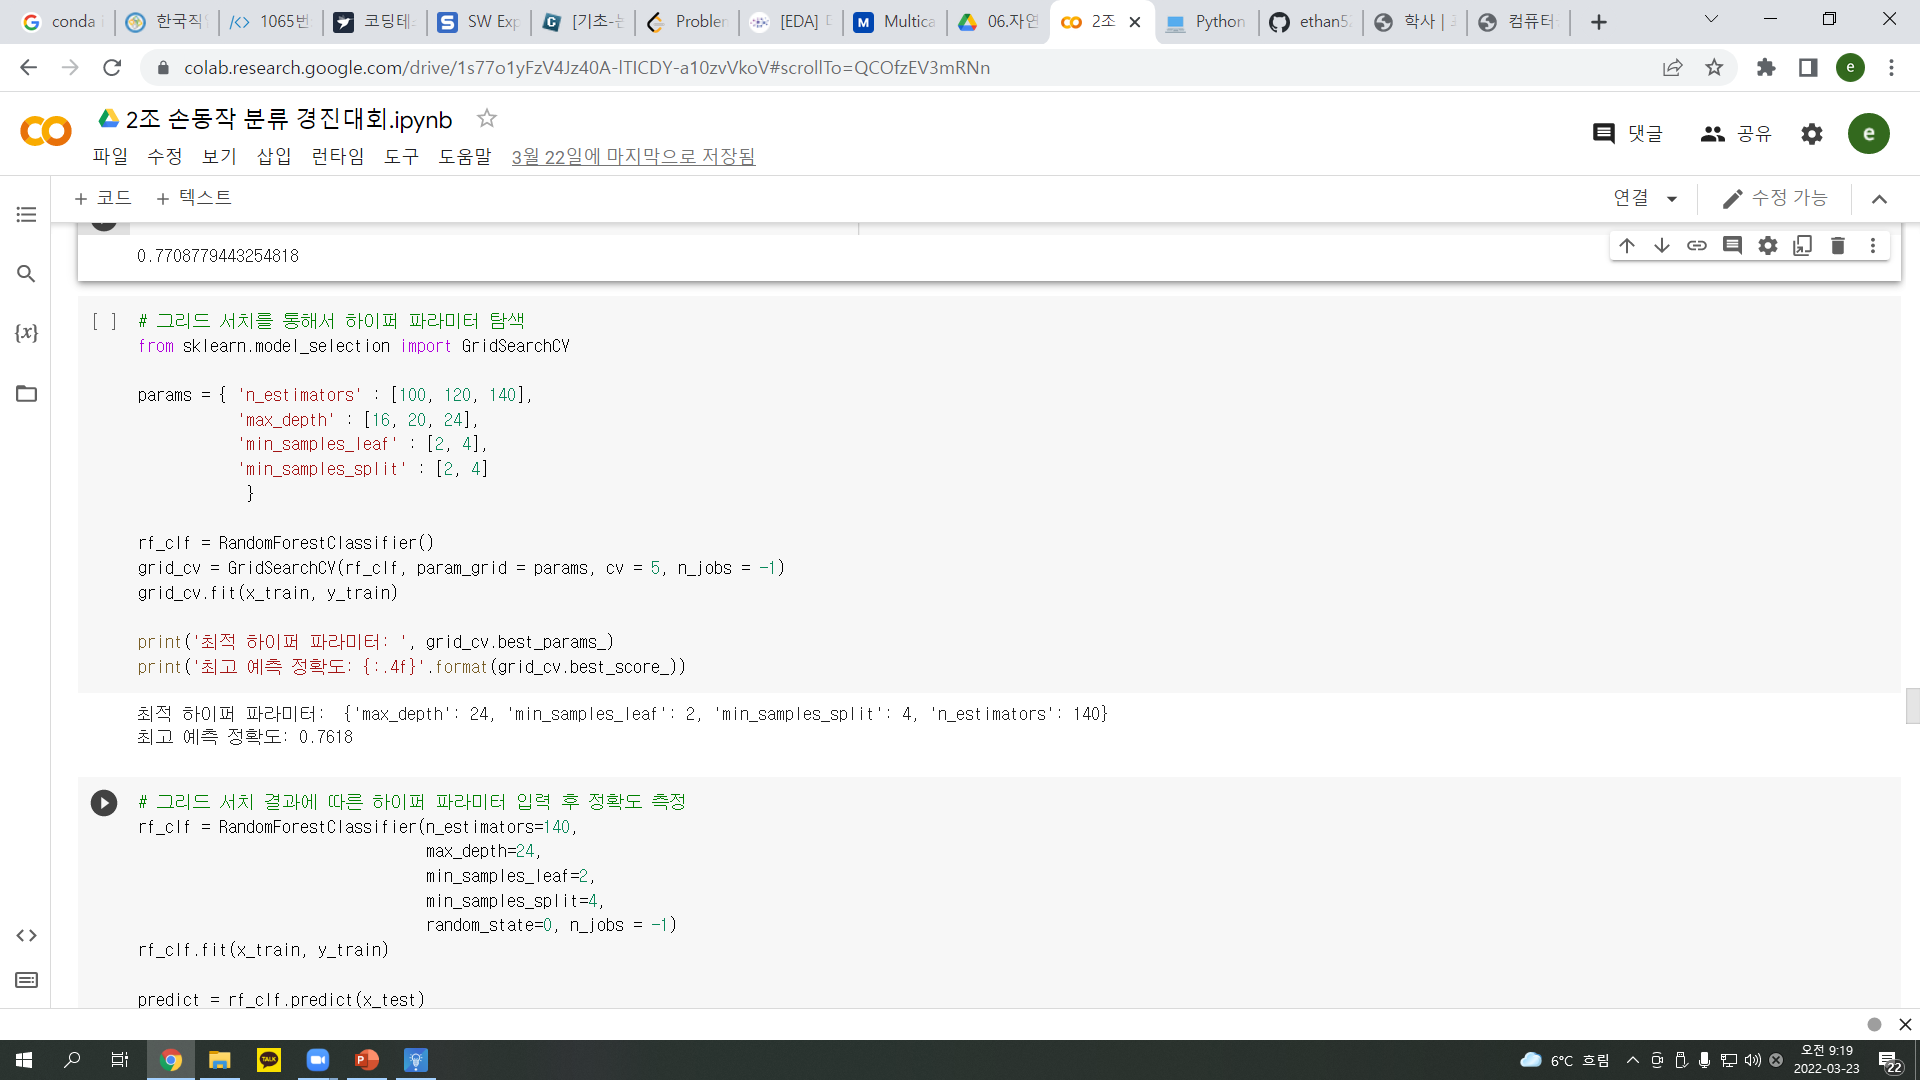 conda
한국직
1065번
코딩테
SW Exp
[기초-
Problem
[EDA]
Multica
06.자연
2조
Python
ethan5
학사 |
컴퓨터
colab.research.google.com/drive/1s77o1yFzV4Jz40A-lTICDY-a10zvVkoV#scrollTo=QCOfzEV3mRNn
e
2조 손동작 분류 경진대회.ipynb
댓글
공유
e
파일 수정 보기 삽입 런타임 도구 도움말 3월 22일에 마지막으로 저장됨
+ 코드 + 텍스트
연결
수정 가능
0.7708779443254818
{x}
[ ]
# 그리드 서치를 통해서 하이퍼 파라미터 탐색
from sklearn.model_selection import GridSearchCV
params = { 'n_estimators' : [100, 120, 140],
'max_depth' : [16, 20, 24],
'min_samples_leaf' : [2, 4],
'min_samples_split' : [2, 4]
}
rf_clf = RandomForestClassifier()
grid_cv = GridSearchCV(rf_clf, param_grid = params, cv = 5, n_jobs = -1)
grid_cv.fit(x_train, y_train)
print('최적 하이퍼 파라미터: ', grid_cv.best_params_)
print('최고 예측 정확도: {:.4f}'.format(grid_cv.best_score_))
최적 하이퍼 파라미터:  {'max_depth': 24, 'min_samples_leaf': 2, 'min_samples_split': 4, 'n_estimators': 140}
최고 예측 정확도: 0.7618
# 그리드 서치 결과에 따른 하이퍼 파라미터 입력 후 정확도 측정
rf_clf = RandomForestClassifier(n_estimators=140,
max_depth=24,
min_samples_leaf=2,
min_samples_split=4,
random_state=0, n_jobs = -1)
rf_clf.fit(x_train, y_train)
predict = rf_clf.predict(x_test)
TALK
6°C 흐림
오전 9:19
2022-03-23
22